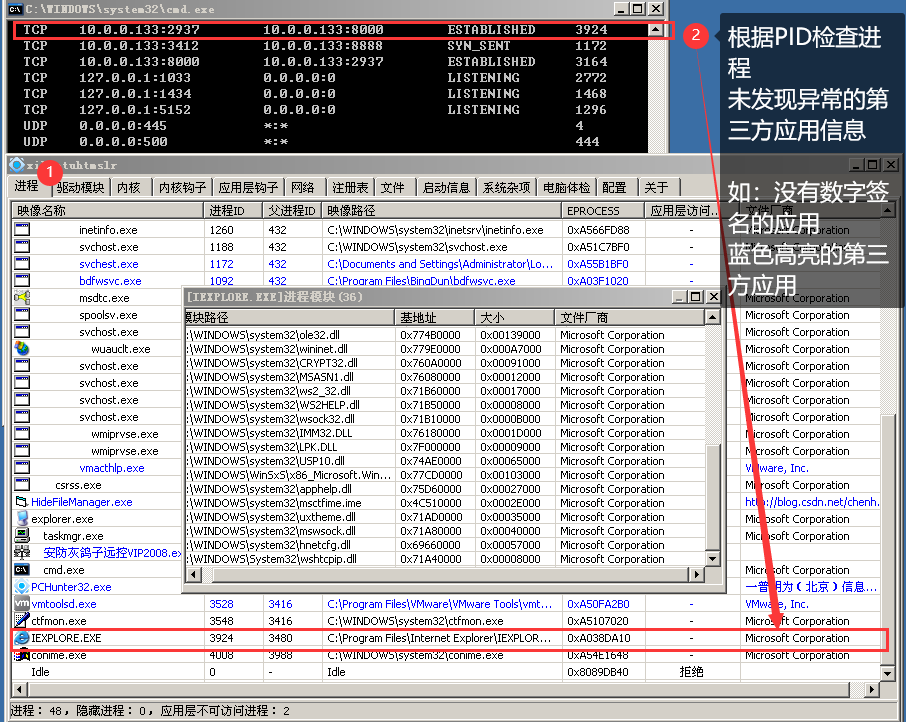 C:\WINDOWS\system32\cmd.exe
TCP 10.0.0.133:2937 10.0.0.133:8000 ESTABLISHED 3924
TCP 10.0.0.133:3412 10.0.0.133:8888 SYN_SENT 1172
TCP 10.0.0.133:8000 10.0.0.133:2937 ESTABLISHED 3164
TCP 127.0.0.1:1033 0.0.0.0:0 LISTENING 2772
TCP 127.0.0.1:1434 0.0.0.0:0 LISTENING 1468
TCP 127.0.0.1:5152 0.0.0.0:0 LISTENING 1296
UDP 0.0.0.0:445 *:* 4
UDP 0.0.0.0:500 *:* 444
2
根据PID检查进
程
未发现异常的第
三方应用信息
如：没有数字签
名的应用
蓝色高亮的第三
方应用
tuhtmslr
1
进程 驱动模块 内核 内核钩子 应用层钩子 网络 注册表 文件 启动信息 系统杂项 电脑体检 配置 关于
映像名称 进程ID 父进程ID 映像路径 EPROCESS 应用层访问.. 文件厂商
inetinfo.exe 1260 432 C:\WINDOWS\system32\inetsrv\inetinfo.exe 0xA566FD88 - Microsoft Corporation
svchost.exe 1188 432 C:\WINDOWS\system32\svchost.exe 0xA51C7BF0 -
svchest.exe 1172 432 C:\Documents and Settings\Administrator\Lo... 0xA55B1BF0 -
bdfwsvc.exe 1092 432 C:\Program Files\BingDun\bdfwsvc.exe 0xA03F1020 -
msdtc.exe Microsoft Corporation
spoolsv.exe Microsoft Corporation
svchost.exe Microsoft Corporation
wuauclt.exe Microsoft Corporation
svchost.exe Microsoft Corporation
svchost.exe Microsoft Corporation
svchost.exe Microsoft Corporation
svchost.exe Microsoft Corporation
wmiprvse.exe Microsoft Corporation
wmiprvse.exe Microsoft Corporation
vmacthlp.exe VMware, Inc.
csrss.exe Microsoft Corporation
HideFileManager.exe http://blog.csdn.net/chenh.
explorer.exe Microsoft Corporation
taskmgr.exe Microsoft Corporation
安防灰鸽子远控VIP2008.ex
cmd.exe Microsoft Corporation
PCHunter32.exe 一普明为（北京）信息...
vmtoolsd.exe 3528 3416 C:\Program Files\VMware\VMware Tools\vmt... 0xA50FA2B0 - VMware, Inc.
ctfmon.exe 3548 3416 C:\WINDOWS\system32\ctfmon.exe 0xA5107020 - Microsoft Corporation
IEXPLORE.EXE 3924 3480 C:\Program Files\Internet Explorer\IEXPLOR... 0xA038DA10 - Microsoft Corporation
conime.exe 4008 3988 C:\WINDOWS\system32\conime.exe 0xA54E1648 - Microsoft Corporation
Idle 0 - Idle 0x8089DB40 拒绝
[IEXPLORE.EXE]进程模块(36)
模块路径 基地址 大小 文件厂商
:\WINDOWS\system32\ole32.dll 0x774B0000 0x00139000 Microsoft Corporation
:\WINDOWS\system32\wininet.dll 0x779E0000 0x000A7000 Microsoft Corporation
:\WINDOWS\system32\CRYPT32.dll 0x760A0000 0x00091000 Microsoft Corporation
:\WINDOWS\system32\MSASN1.dll 0x76080000 0x00012000 Microsoft Corporation
:\WINDOWS\system32\ws2_32.dll 0x71B60000 0x00017000 Microsoft Corporation
:\WINDOWS\system32\WS2HELP.dll 0x71B50000 0x00008000 Microsoft Corporation
:\WINDOWS\system32\wsock32.dll 0x71B10000 0x0000B000 Microsoft Corporation
:\WINDOWS\system32\IMM32.DLL 0x76180000 0x0001D000 Microsoft Corporation
:\WINDOWS\system32\LPK.DLL 0x7F000000 0x00009000 Microsoft Corporation
:\WINDOWS\system32\USP10.dll 0x74AE0000 0x00065000 Microsoft Corporation
:\WINDOWS\WinSxS\x86_Microsoft.Win... 0x77CD0000 0x00103000 Microsoft Corporation
:\WINDOWS\system32\apphelp.dll 0x75D60000 0x00027000 Microsoft Corporation
:\WINDOWS\system32\msctfime.ime 0x4C510000 0x0002E000 Microsoft Corporation
:\WINDOWS\system32\uxtheme.dll 0x71AD0000 0x00035000 Microsoft Corporation
:\WINDOWS\system32\mswsock.dll 0x71A80000 0x00040000 Microsoft Corporation
:\WINDOWS\system32\hnetcfg.dll 0x69660000 0x00057000 Microsoft Corporation
:\WINDOWS\system32\wshtcpip.dll 0x71A40000 0x00008000 Microsoft Corporation
进程：48，隐藏进程：0，应用层不可访问进程：2